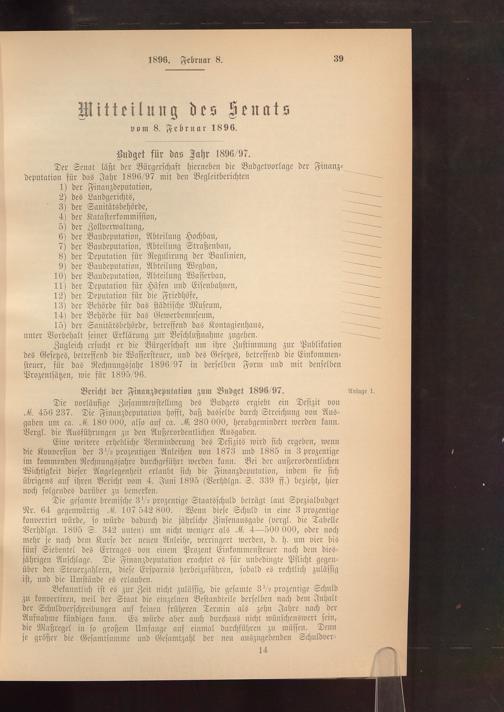 1896. Februar 8.
39
Mitteilung des Senats
vom 8. Februar 1896.
Budget für das Jahr 1896/97.
Der Senat läßt der Bürgerschaft hierneben die Budgetvorlage der Finanz-
deputation für das Jahr 1896/97 mit den Begleitberichten
1) der Finanzdeputation,
2) des Landgerichts,
3) der Sanitätsbehörde,
4) der Katasterkommission,
5) der Zollverwaltung,
6) der Baudeputation, Abteilung Hochbau,
7) der Baudeputation, Abteilung Straßenbau,
8) der Deputation für Regulirung der Baulinien,
9) der Baudeputation, Abteilung Wegbau,
10) der Baudeputation, Abteilung Wasserbau,
11) der Deputation für Häfen und Eisenbahnen,
12) der Deputation für die Friedhöfe,
13) der Behörde für das städtische Museum,
14) der Behörde für das Gewerbemuseum,
15) der Sanitätsbehörde, betreffend das Kontagienhaus,
unter Vorbehalt seiner Erklärung zur Beschlußnahme zugehen.
Zugleich ersucht er die Bürgerschaft um ihre Zustimmung zur Publikation
des Gesetzes, betreffend die Wassersteuer, und des Gesetzes, betreffend die Einkommen-
steuer, für das Rechnungsjahr 1896/97 in derselben Form und mit denselben
Prozentsätzen, wie für 1895/96.
Bericht der Finanzdeputation zum Budget 1896/97.
Anlage 1.
Die vorläufige Zusammenstellung des Budgets ergiebt ein Defizit von
ℳ 456 237. Die Finanzdeputation hofft, daß dasselbe durch Streichung von Aus-
gaben um ca. ℳ 180 000, also auf ca. ℳ 280 000, herabgemindert werden kann.
Vergl. die Ausführungen zu den Außerordentlichen Ausgaben.
Eine weitere erhebliche Verminderung des Defizits wird sich ergeben, wenn
die Konversion der 3½ prozentigen Anleihen von 1873 und 1885 in 3 prozentige
im kommenden Rechnungsjahre durchgeführt werden kann. Bei der außerordentlichen
Wichtigkeit dieser Angelegenheit erlaubt sich die Finanzdeputation, indem sie sich
übrigens auf ihren Bericht vom 4. Juni 1895 (Verhdlgn. S. 339 ff.) bezieht, hier
noch folgendes darüber zu bemerken.
Die gesamte bremische 3½ prozentige Staatsschuld beträgt laut Spezialbudget
Nr. 64 gegenwärtig ℳ 107 542 800. Wenn diese Schuld in eine 3 prozentige
konvertirt würde, so würde dadurch die jährliche Zinsenausgabe (vergl. die Tabelle
Verhdlgn. 1895 S. 342 unten) um nicht weniger als ℳ 4—500 000, oder noch
mehr je nach dem Kurse der neuen Anleihe, verringert werden, d. h. um vier bis
fünf Siebentel des Ertrages von einem Prozent Einkommensteuer nach dem dies-
jährigen Anschlage. Die Finanzdeputation erachtet es für unbedingte Pflicht gegen-
über den Steuerzahlern, diese Ersparnis herbeizuführen, sobald es rechtlich zulässig
ist, und die Umstände es erlauben.
Bekanntlich ist es zur Zeit nicht zulässig, die gesamte 3½ prozentige Schuld
zu konvertiren, weil der Staat die einzelnen Bestandteile derselben nach dem Inhalt
der Schuldverschreibungen auf keinen früheren Termin als zehn Jahre nach der
Aufnahme kündigen kann. Es würde aber auch durchaus nicht wünschenswert sein,
die Maßregel in so großem Umfange auf einmal durchführen zu müssen. Denn
je größer die Gesamtsumme und Gesamtzahl der neu auszugebenden Schuldver-
14